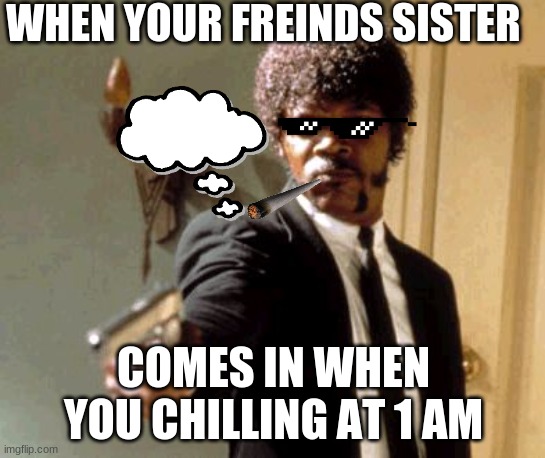 WHEN YOUR FREINDS SISTER
COMES IN WHEN
YOU CHILLING AT 1 AM
imgflip.com